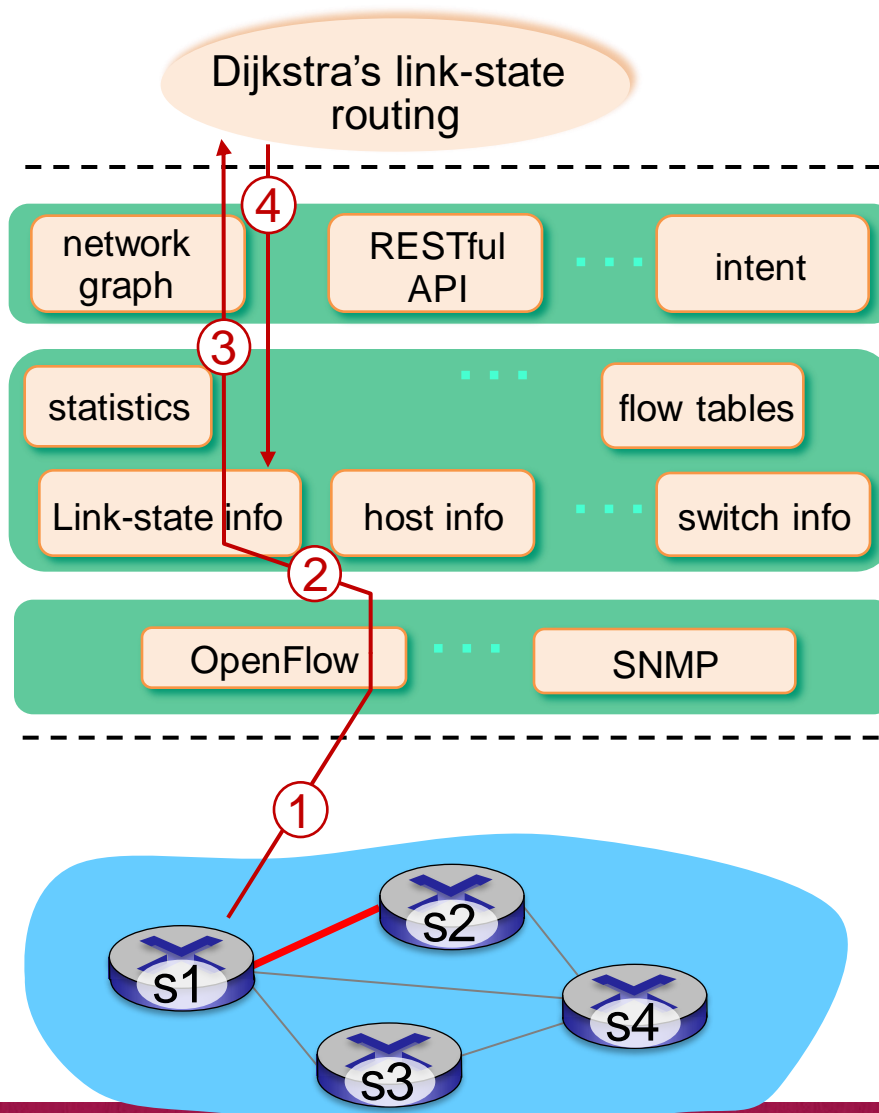 Dijkstra's link-state
routing
4
network
graph
RESTful
API
. . .
intent
3
statistics
. . .
flow tables
Link-state info
host info
. . .
switch info
2
OpenFlow
. . .
SNMP
1
s2
s1
s4
s3